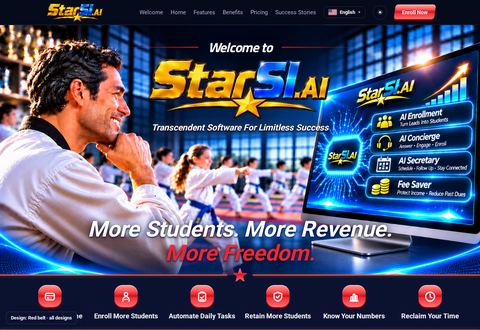 StarSI.AI
Welcome Home Features Benefits Pricing Success Stories English Enroll Now
Welcome to
StarSI.AI
Transcendent Software For Limitless Success
StarSI.AI
AI Enrollment
Turn Leads Into Students
AI Concierge
Answer • Engage • Enroll
AI Secretary
Schedule • Follow Up • Stay Connected
Fee Saver
Protect Income • Reduce Past Dues
StarSI.AI
More Students. More Revenue.
More Freedom.
Enroll More Students Automate Daily Tasks Retain More Students Know Your Numbers Reclaim Your Time
Design: Red belt - all designs